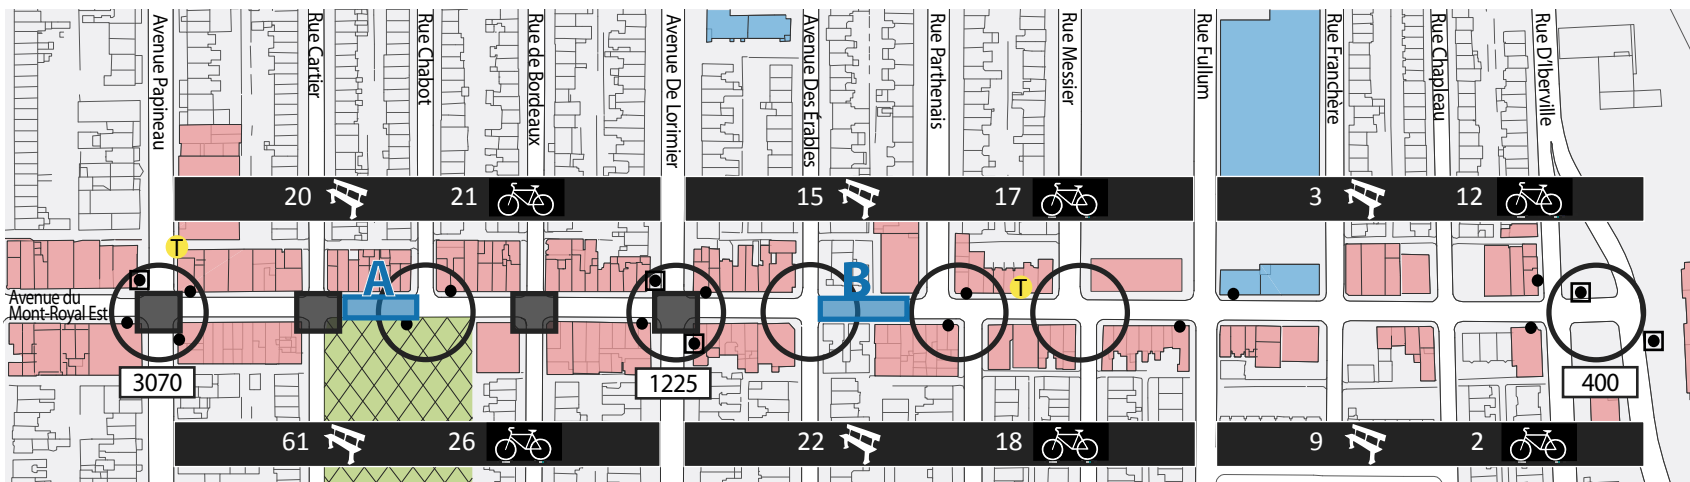 Avenue Papineau
Rue Cartier
Rue Chabot
Rue de Bordeaux
Avenue De Lorimier
Avenue Des Érables
Rue Parthenais
Rue Messier
Rue Fullum
Rue Franchère
Rue Chapleau
Rue D'Iberville
20 21
15 17
3 12
T
A
B
T
Avenue du
Mont-Royal Est
3070
1225
400
61 26
22 18
9 2